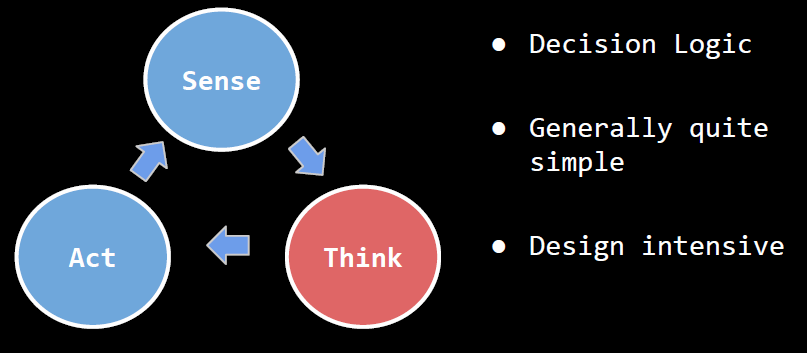 Sense
Think
Act
● Decision Logic
● Generally quite
simple
● Design intensive